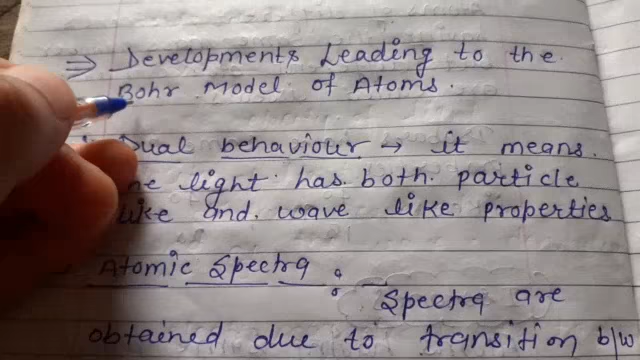 ⇒ Developments Leading to the
Bohr Model of Atoms.
Dual behaviour → it means.
light has both particle
like and wave like properties
Atomic Spectra : Spectra are
obtained due to transition b/w